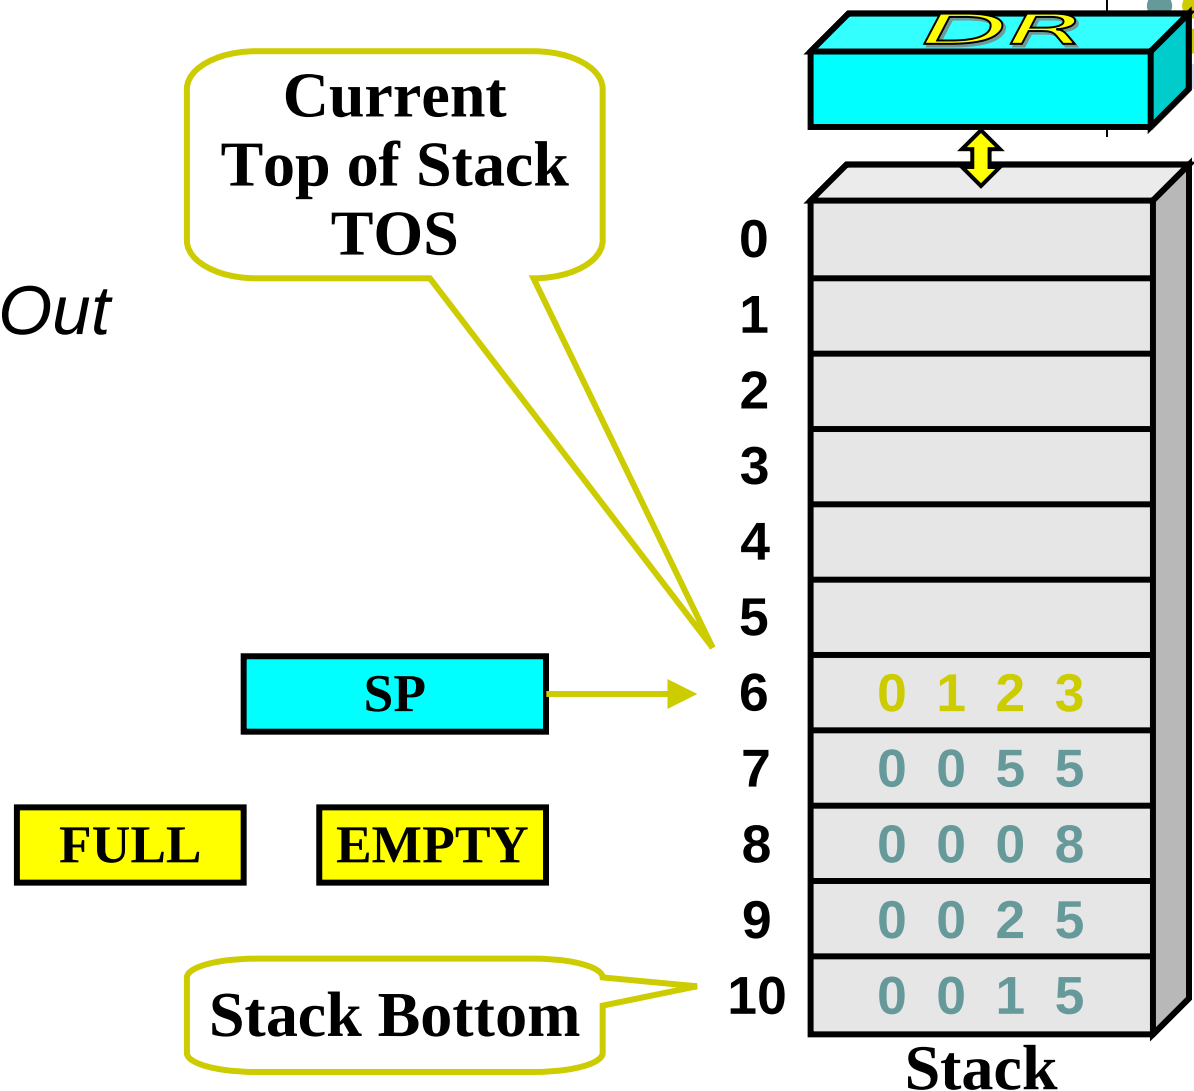 DR
Current
Top of Stack
TOS
Out
0
1
2
3
4
5
SP
6 0 1 2 3
7 0 0 5 5
FULL EMPTY
8 0 0 0 8
9 0 0 2 5
Stack Bottom
10 0 0 1 5
Stack